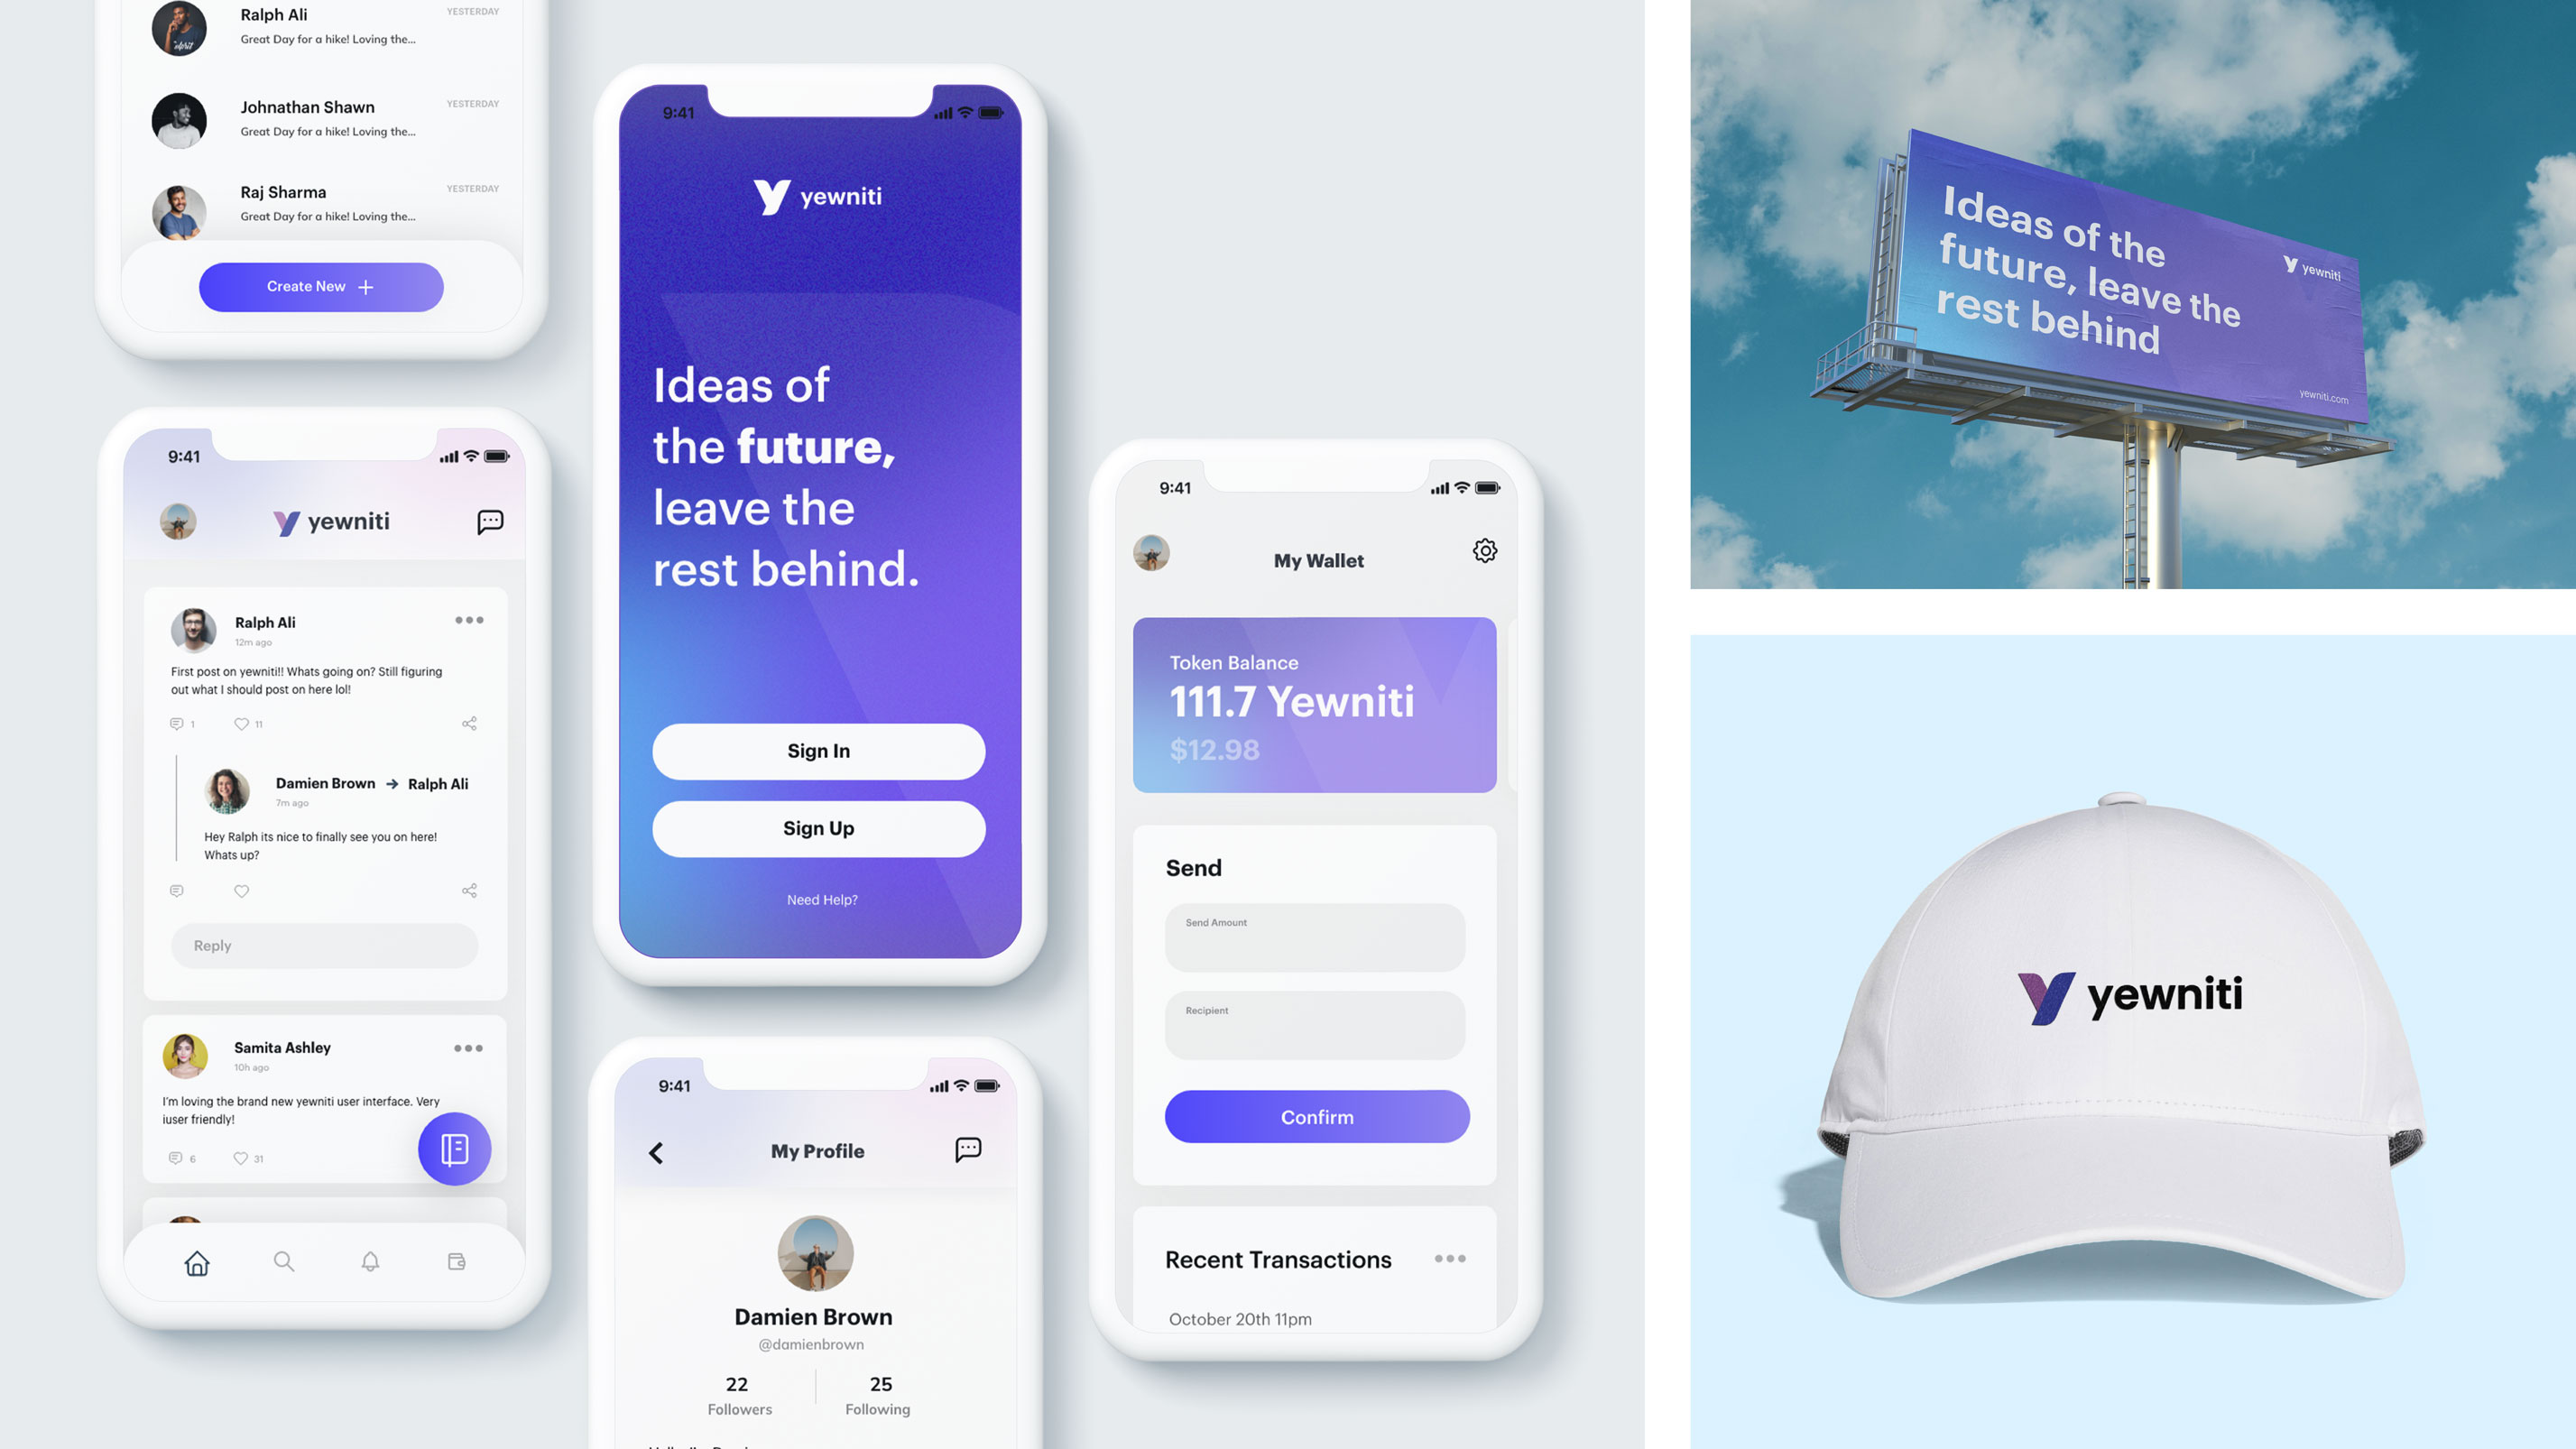 Ralph Ali
YESTERDAY
Great Day for a hike! Loving the...
Johnathan Shawn
YESTERDAY
Great Day for a hike! Loving the...
Raj Sharma
YESTERDAY
Great Day for a hike! Loving the...
Create New
9:41
yewniti
Ralph Ali
12m ago
First post on yewniti!! Whats going on? Still figuring
out what I should post on here lol!
1
11
Damien Brown → Ralph Ali
7m ago
Hey Ralph its nice to finally see you on here!
Whats up?
Reply
Samita Ashley
10h ago
I'm loving the brand new yewniti user interface. Very
iuser friendly!
6
31
9:41
yewniti
Ideas of
the future,
leave the
rest behind.
Sign In
Sign Up
Need Help?
9:41
My Profile
Damien Brown
@damienbrown
22
25
Followers
Following
9:41
My Wallet
Token Balance
111.7 Yewniti
$12.98
Send
Send Amount
Recipient
Confirm
Recent Transactions
October 20th 11pm
Ideas of the
future, leave the
rest behind
yewniti
yewniti.com
yewniti